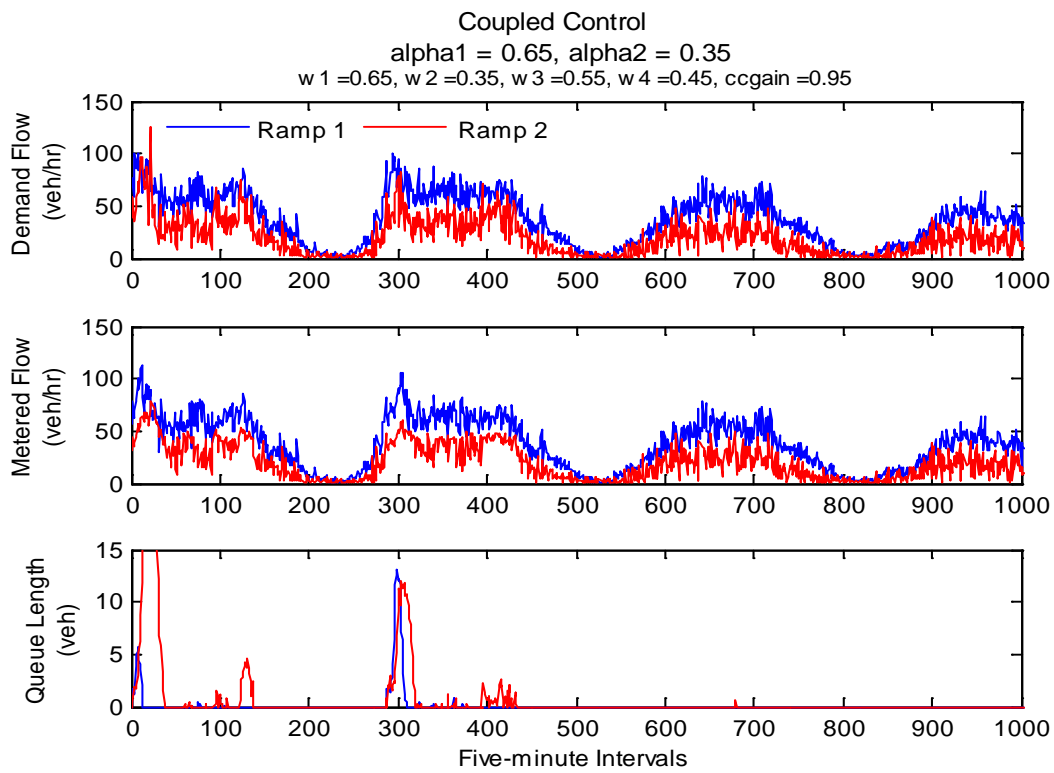 Coupled Control
alpha1 = 0.65, alpha2 = 0.35
w1 =0.65, w2 =0.35, w3 =0.55, w4 =0.45, ccgain =0.95
Demand Flow
(veh/hr)
150
100
50
0
Ramp 1
Ramp 2
0 100 200 300 400 500 600 700 800 900 1000
Metered Flow
(veh/hr)
150
100
50
0
0 100 200 300 400 500 600 700 800 900 1000
Queue Length
(veh)
15
10
5
0
0 100 200 300 400 500 600 700 800 900 1000
Five-minute Intervals